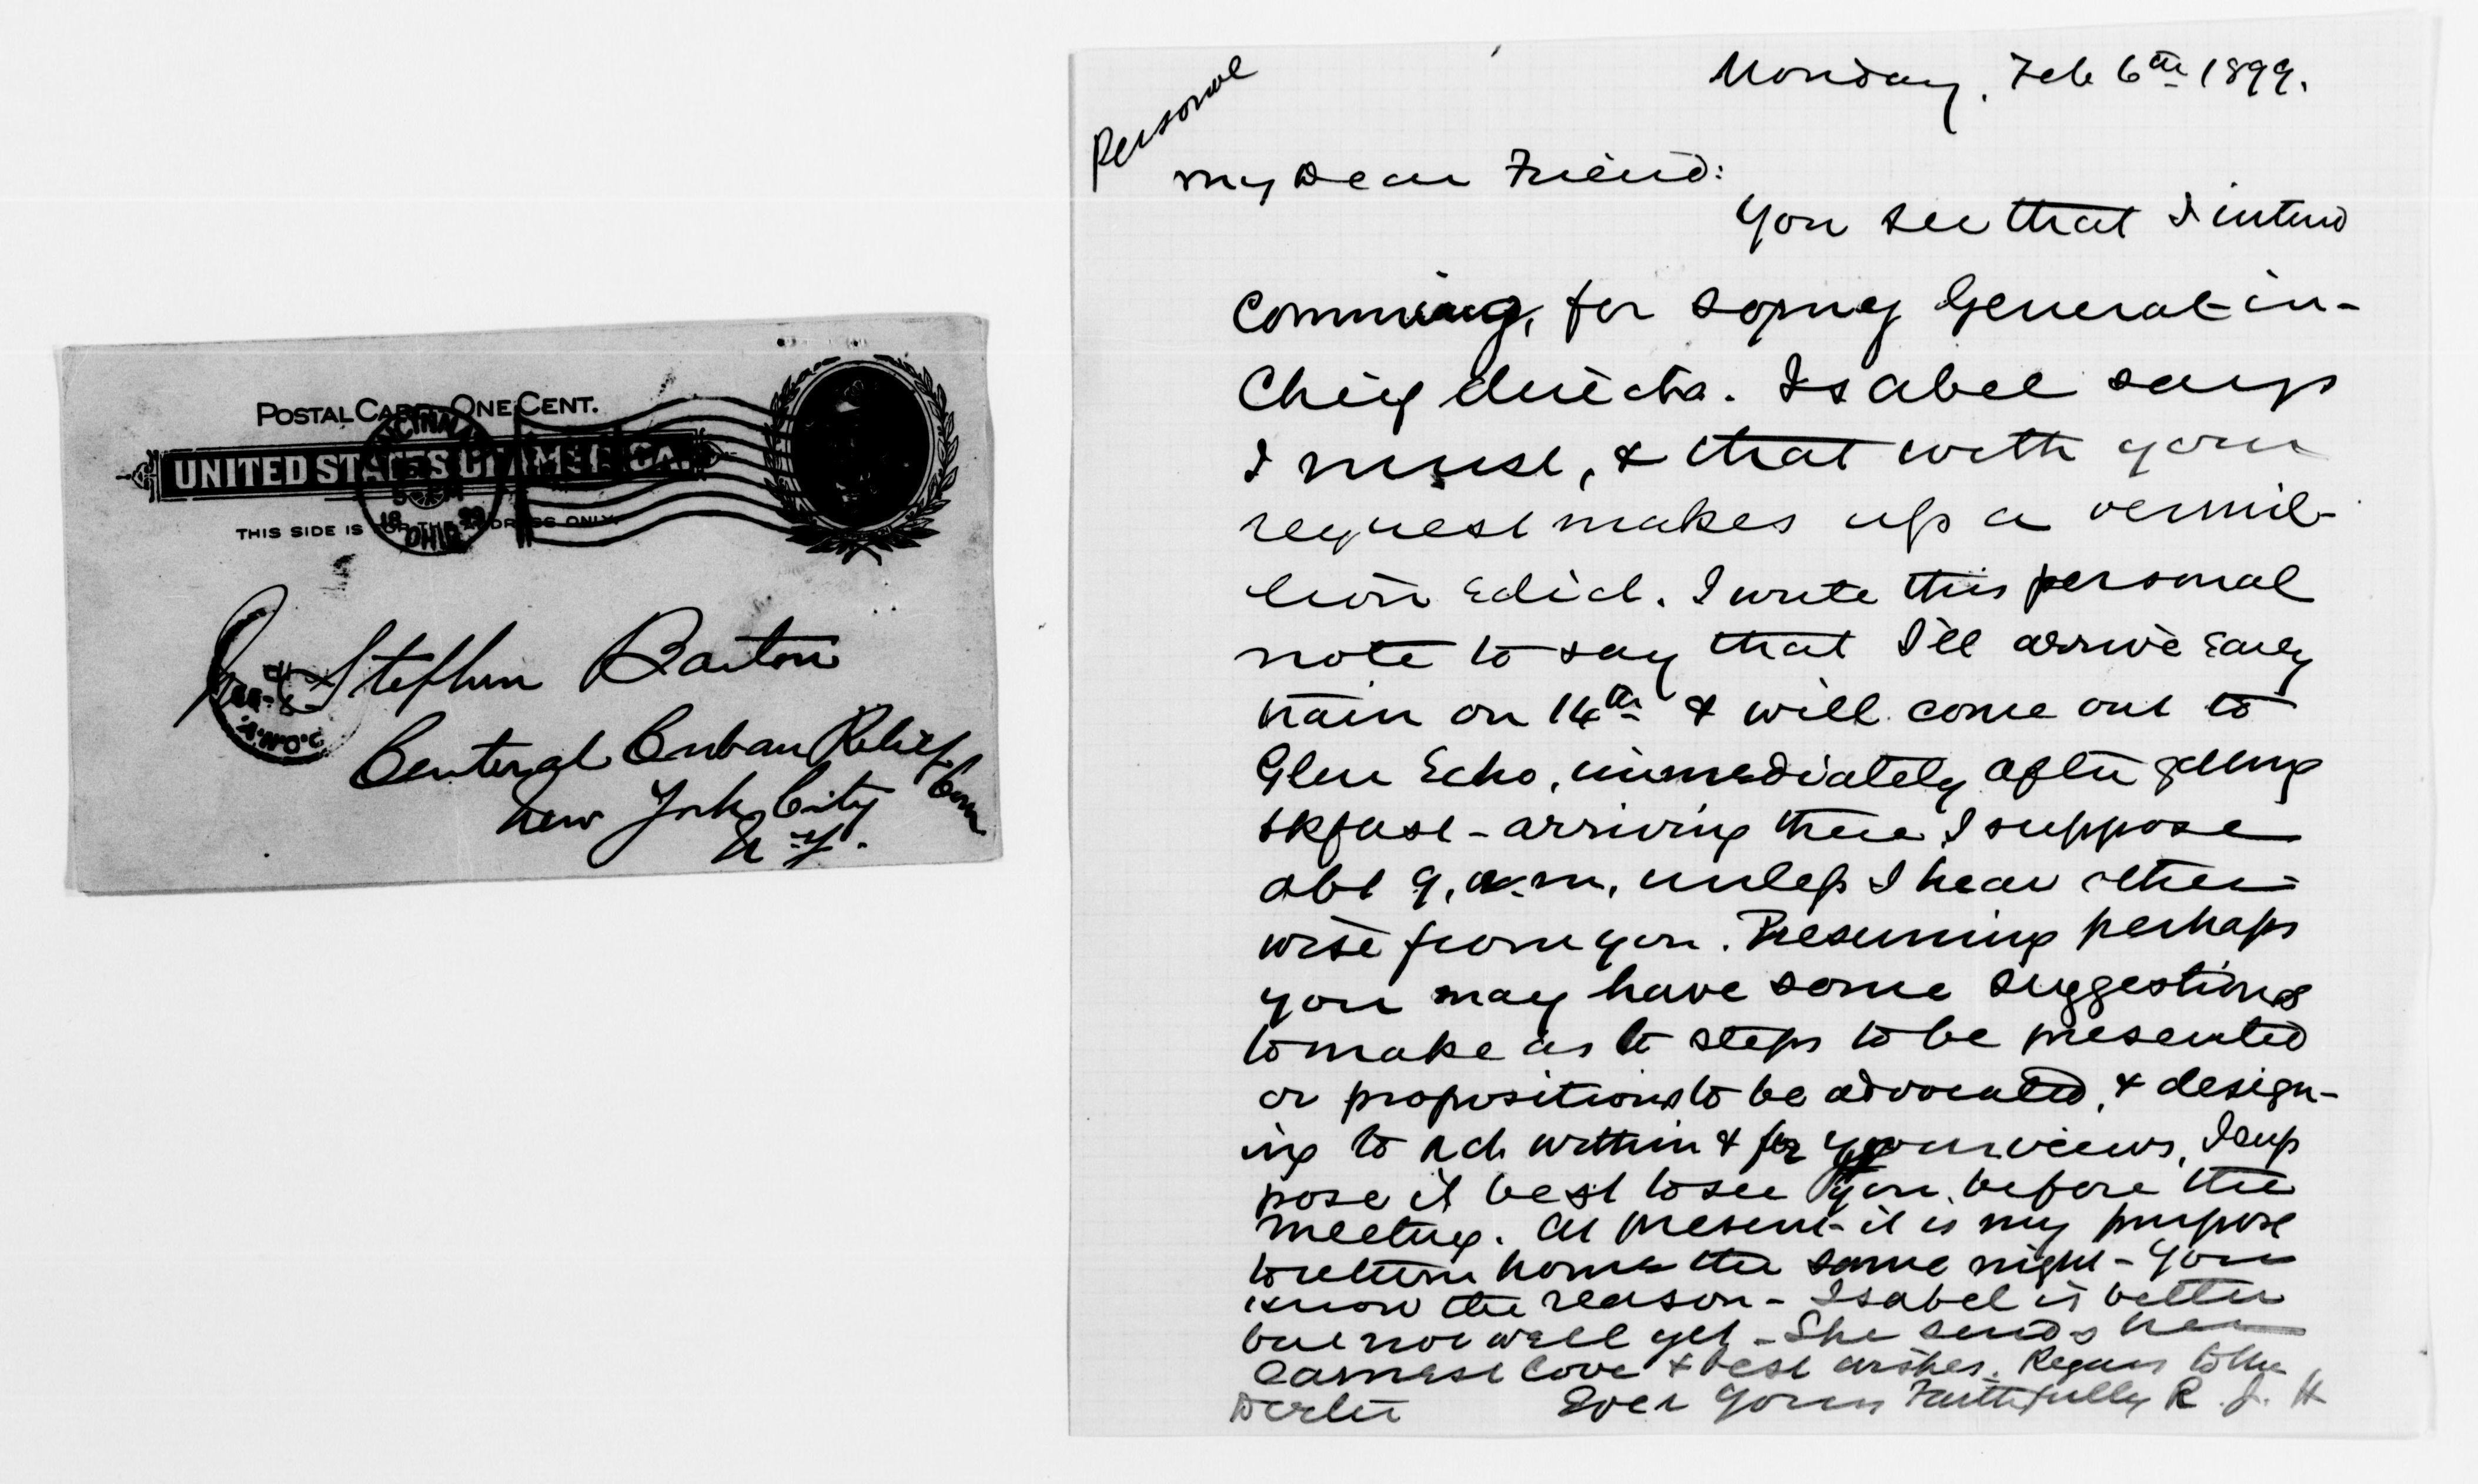 POSTAL CARD ONE CENT.
UNITED STATES OF AMERICA.
THIS SIDE IS FOR THE ADDRESS ONLY.
OHIO
Stephen Barton
Centeral Cuban Relief Com
New York City
N.Y.
Personal
Monday, Feb 6th 1899.
My Dear Friend:
You see that I intend
comming, for General-in-
Chief directs. Isabel says
I must, & that with your
request makes up a vermil-
lion Edict. I write this personal
note to say that I'll arrive Early
train on 14th & will come out to
Glen Echo, immediately after getting
bkfast - arriving there I suppose
abt 9, a.m, unless I hear other-
wise from you. Presuming perhaps
you may have some suggestions
to make as to steps to be presented
or propositions to be advocated, & design-
ing to act within & for your views, I sup
pose it best to see you before the
meeting. At present it is my purpose
to return home the same night - You
know the reason - Isabel is better
but not well yet - She sends her
earnest love & best wishes. Regards to the
Ever Yours Faithfully R. J. H